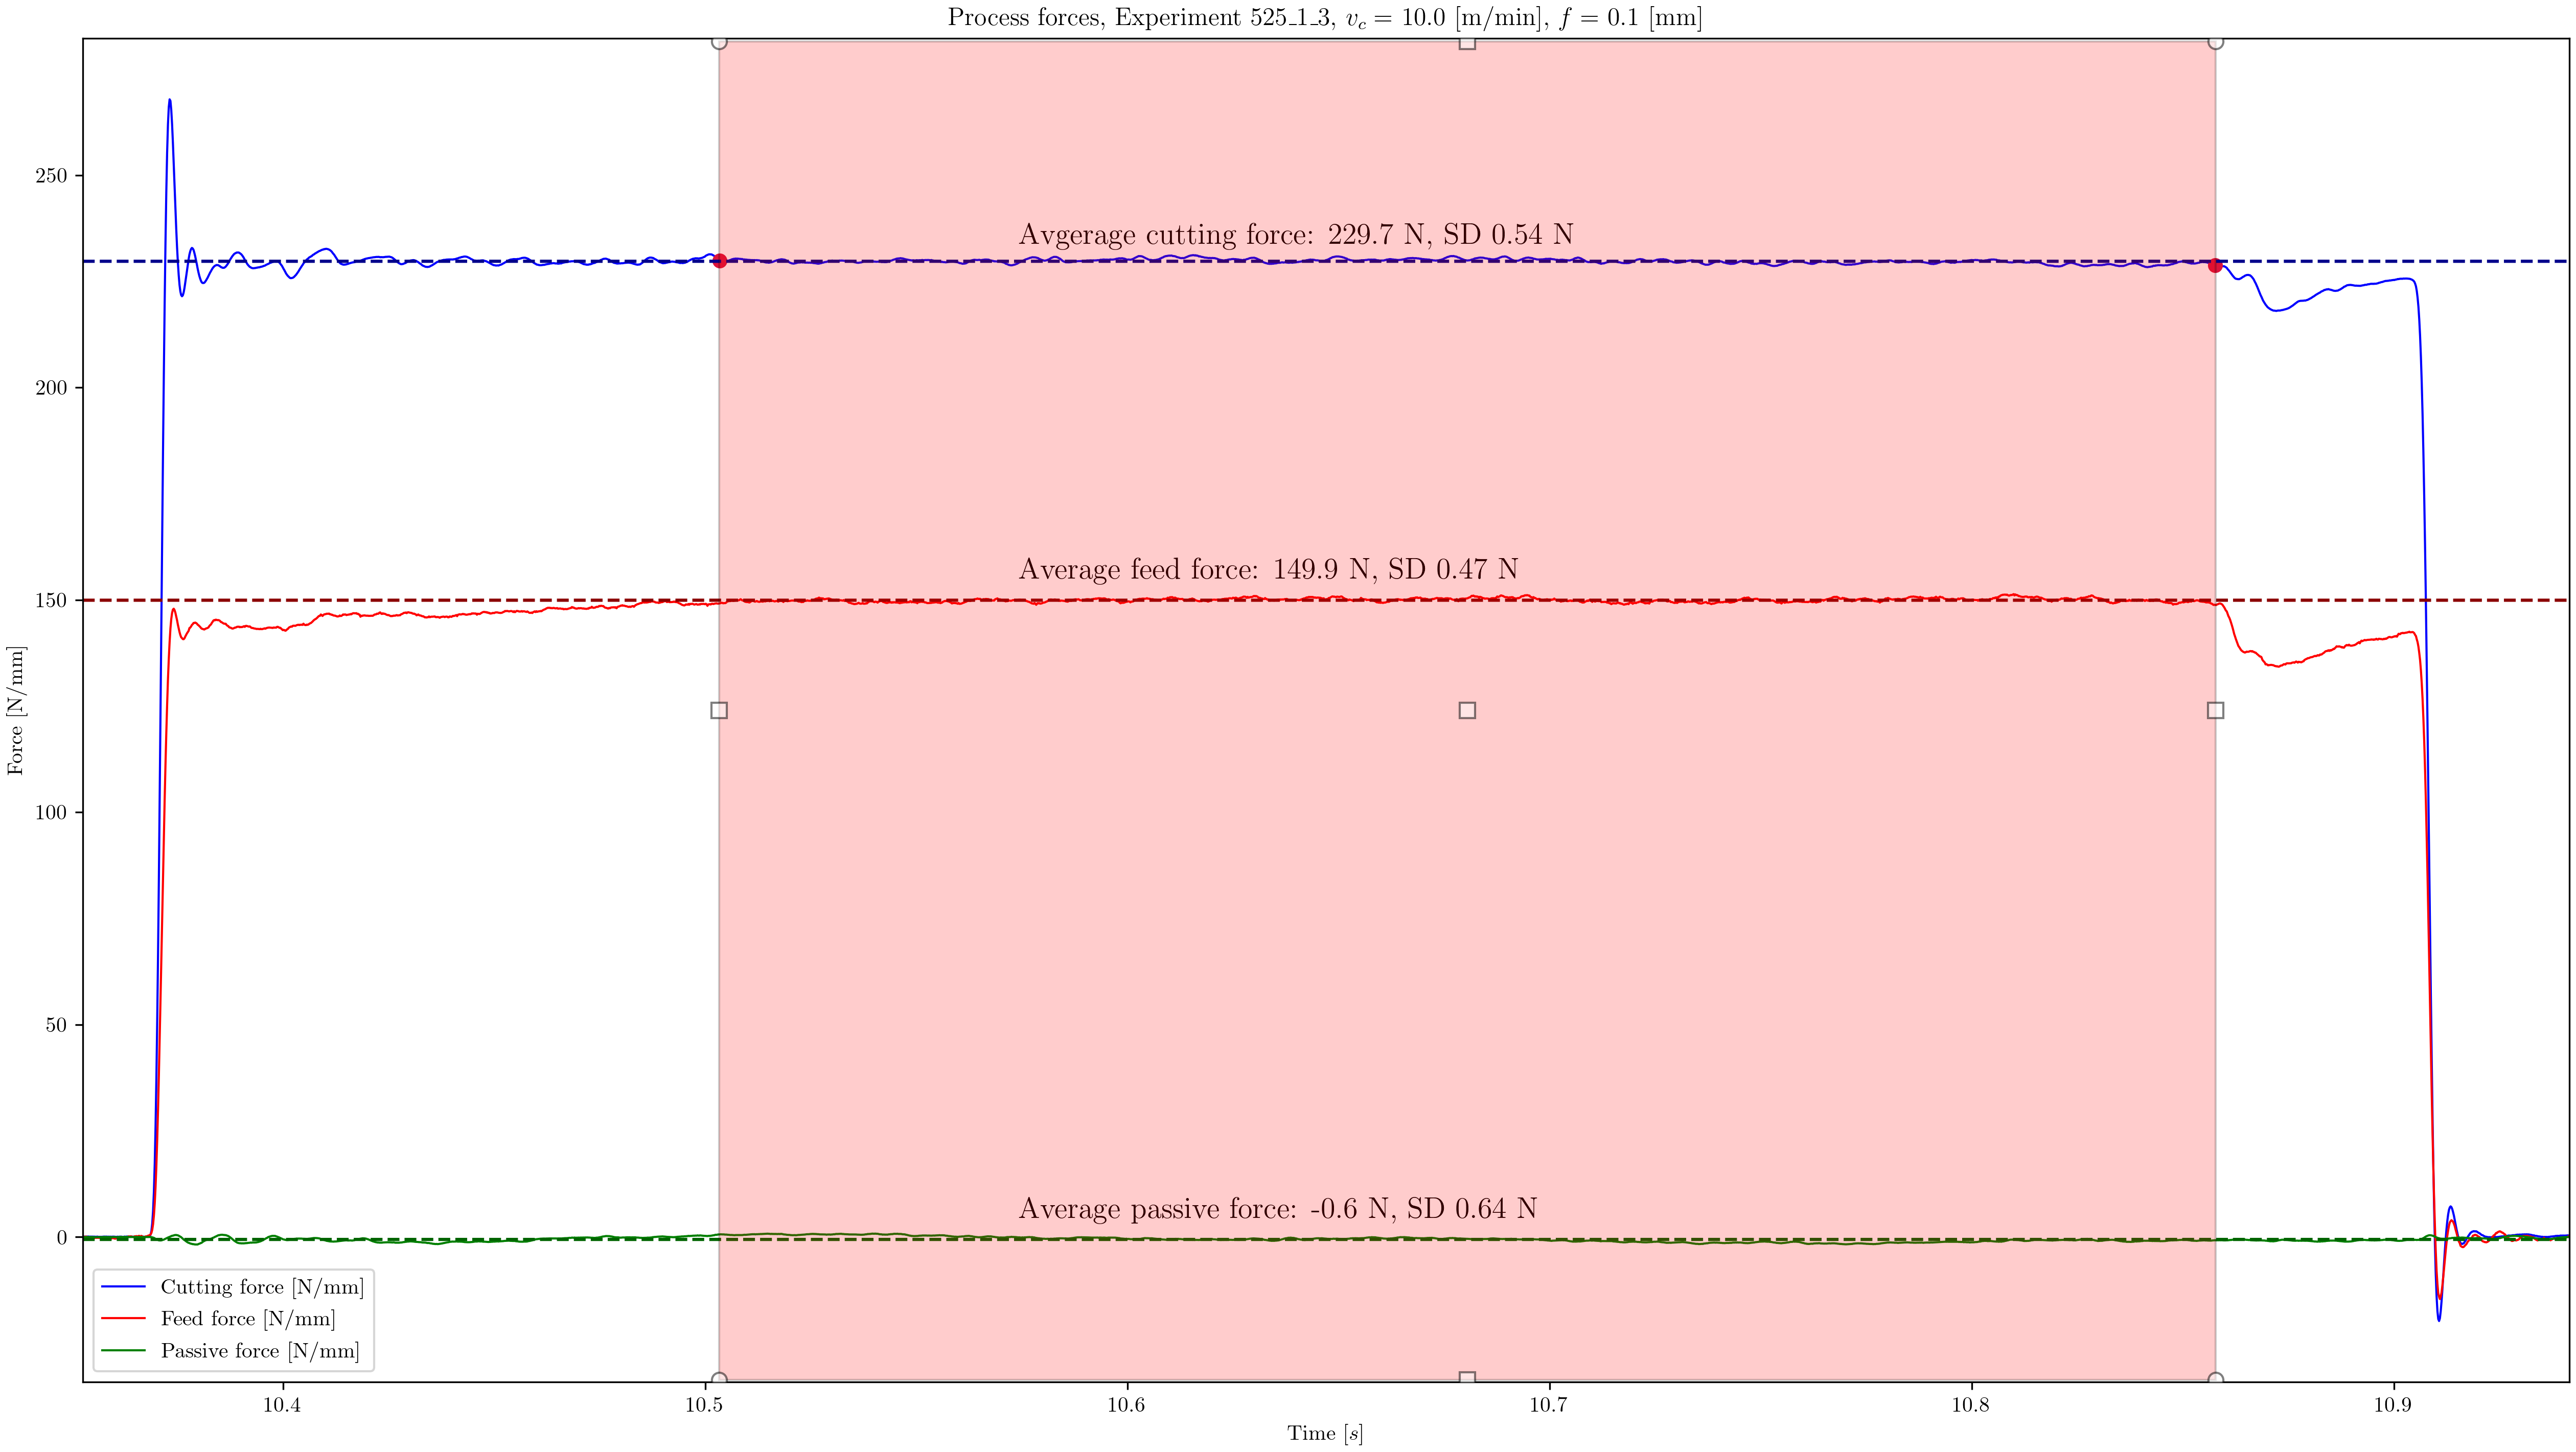 Process forces, Experiment 525_1_3, v_c = 10.0 [m/min], f = 0.1 [mm]
250
200
150
100
50
0
Force [N/mm]
Avgerage cutting force: 229.7 N, SD 0.54 N
Average feed force: 149.9 N, SD 0.47 N
Average passive force: -0.6 N, SD 0.64 N
Cutting force [N/mm]
Feed force [N/mm]
Passive force [N/mm]
10.4 10.5 10.6 10.7 10.8 10.9
Time [s]